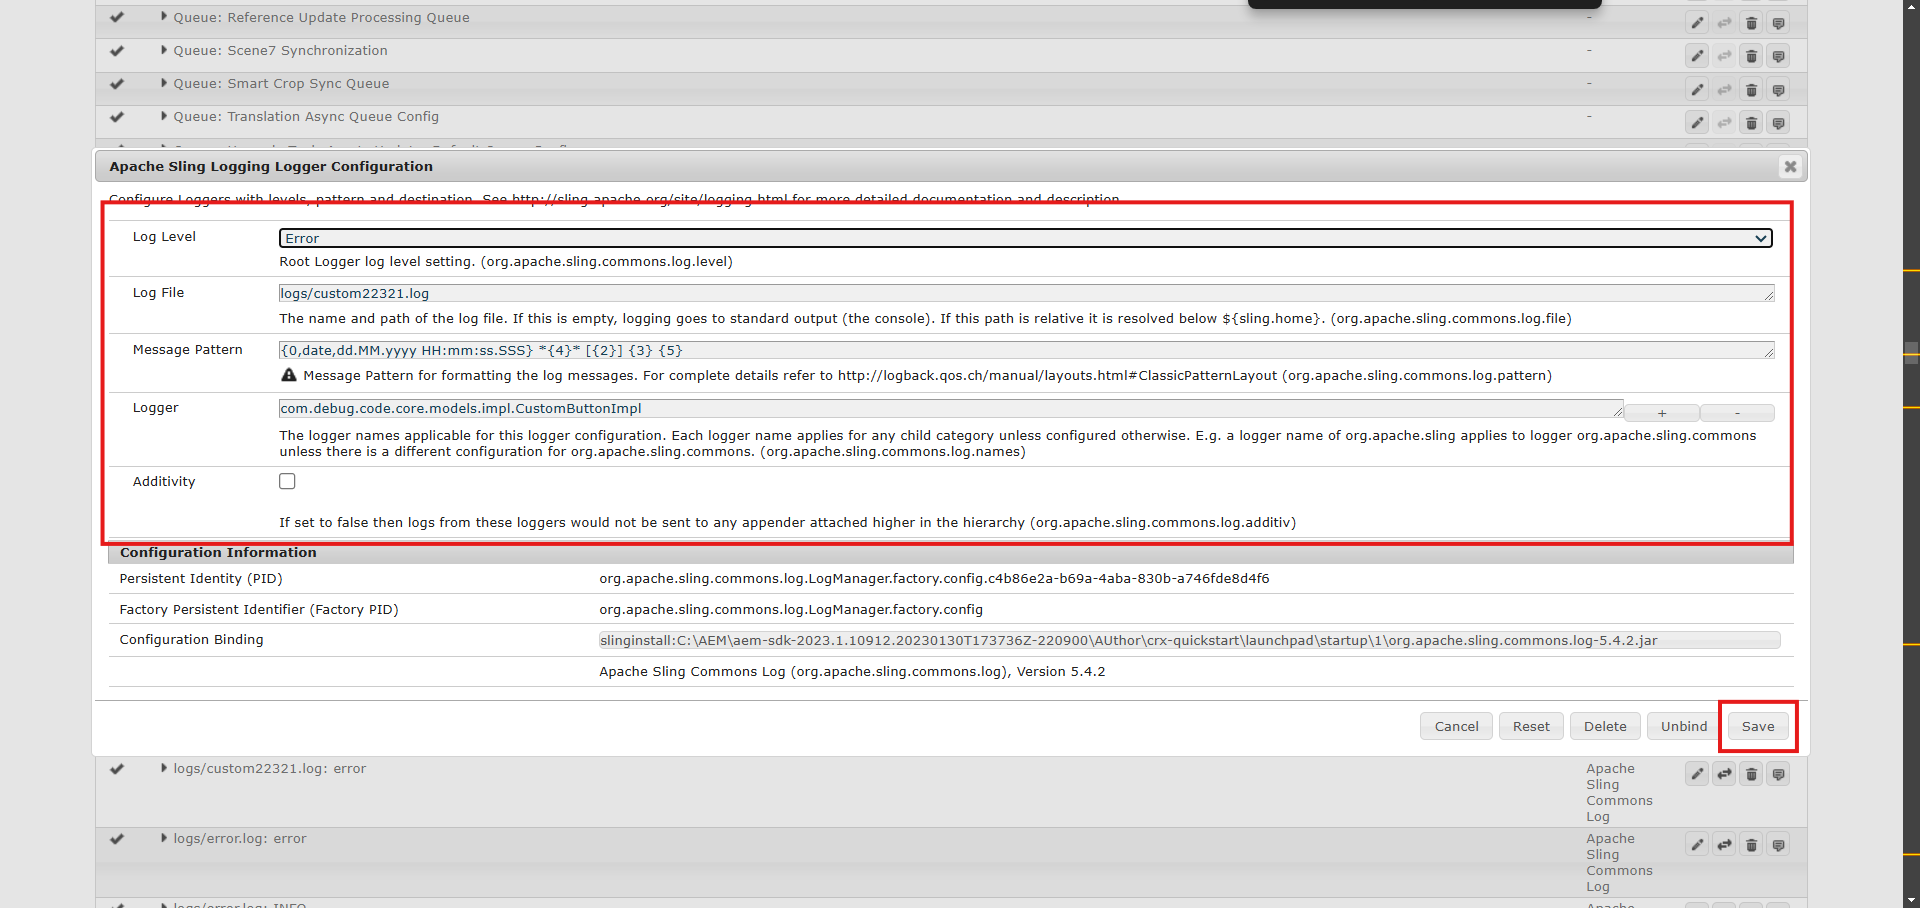 Queue: Reference Update Processing Queue -
Queue: Scene7 Synchronization -
Queue: Smart Crop Sync Queue -
Queue: Translation Async Queue Config -
Apache Sling Logging Logger Configuration
Configure Loggers with levels, pattern and destination. See http://sling.apache.org/site/logging.html for more detailed documentation and description.
Log Level Error
Root Logger log level setting. (org.apache.sling.commons.log.level)
Log File logs/custom22321.log
The name and path of the log file. If this is empty, logging goes to standard output (the console). If this path is relative it is resolved below ${sling.home}. (org.apache.sling.commons.log.file)
Message Pattern {0,date,dd.MM.yyyy HH:mm:ss.SSS} *{4}* [{2}] {3} {5}
Message Pattern for formatting the log messages. For complete details refer to http://logback.qos.ch/manual/layouts.html#ClassicPatternLayout (org.apache.sling.commons.log.pattern)
Logger com.debug.code.core.models.impl.CustomButtonImpl + -
The logger names applicable for this logger configuration. Each logger name applies for any child category unless configured otherwise. E.g. a logger name of org.apache.sling applies to logger org.apache.sling.commons
unless there is a different configuration for org.apache.sling.commons. (org.apache.sling.commons.log.names)
Additivity
If set to false then logs from these loggers would not be sent to any appender attached higher in the hierarchy (org.apache.sling.commons.log.additiv)
Configuration Information
Persistent Identity (PID) org.apache.sling.commons.log.LogManager.factory.config.c4b86e2a-b69a-4aba-830b-a746fde8d4f6
Factory Persistent Identifier (Factory PID) org.apache.sling.commons.log.LogManager.factory.config
Configuration Binding slinginstall:C:\AEM\aem-sdk-2023.1.10912.20230130T173736Z-220900\AUthor\crx-quickstart\launchpad\startup\1\org.apache.sling.commons.log-5.4.2.jar
Apache Sling Commons Log (org.apache.sling.commons.log), Version 5.4.2
Cancel Reset Delete Unbind Save
logs/custom22321.log: error Apache
Sling
Commons
Log
logs/error.log: error Apache
Sling
Commons
Log
logs/error.log: INFO Apache